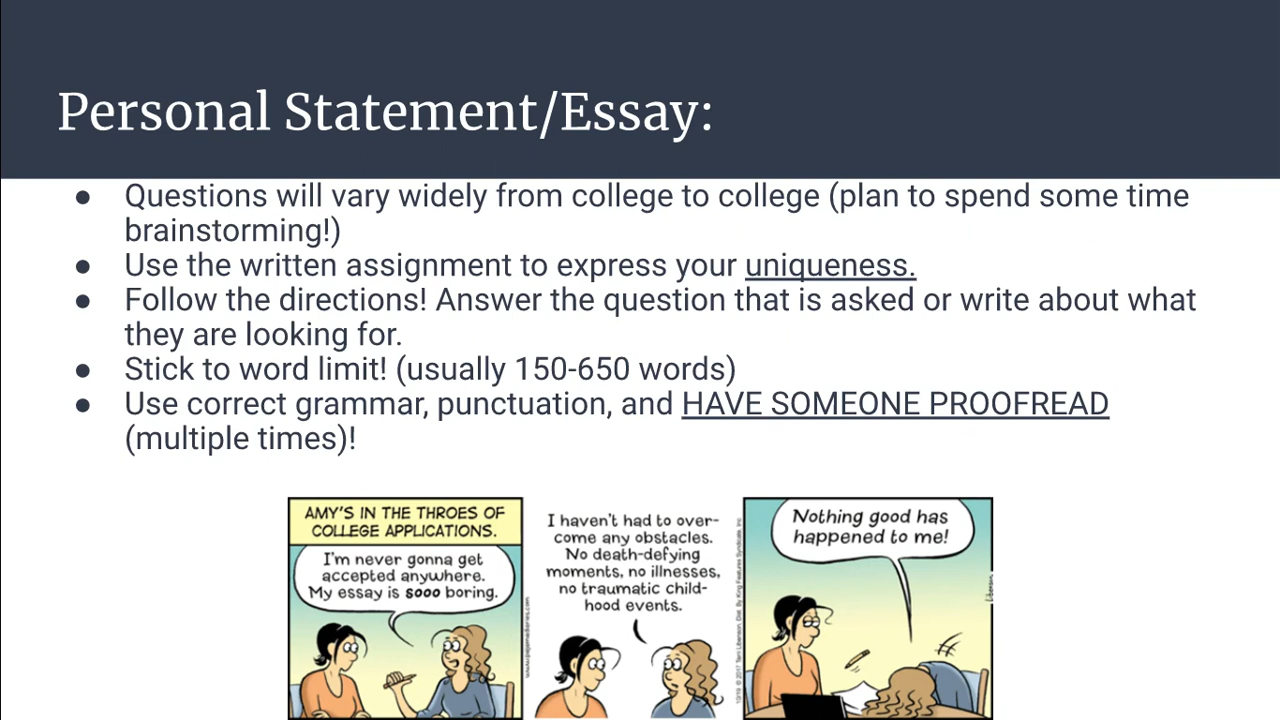 Personal Statement/Essay:
● Questions will vary widely from college to college (plan to spend some time
brainstorming!)
● Use the written assignment to express your uniqueness.
● Follow the directions! Answer the question that is asked or write about what
they are looking for.
● Stick to word limit! (usually 150-650 words)
● Use correct grammar, punctuation, and HAVE SOMEONE PROOFREAD
(multiple times)!
AMY'S IN THE THROES OF
COLLEGE APPLICATIONS.
I'm never gonna get
accepted anywhere.
My essay is sooo boring.
I haven't had to over-
come any obstacles.
No death-defying
moments, no illnesses,
no traumatic child-
hood events.
Nothing good has
happened to me!